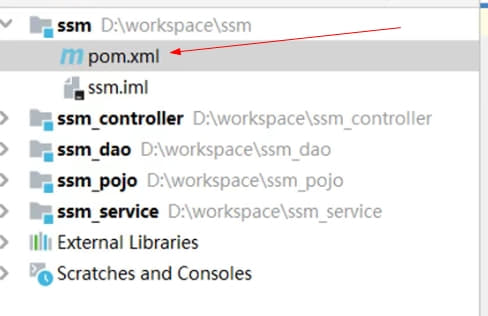 ssm D:\workspace\ssm
pom.xml
ssm.iml
ssm_controller D:\workspace\ssm_controller
ssm_dao D:\workspace\ssm_dao
ssm_pojo D:\workspace\ssm_pojo
ssm_service D:\workspace\ssm_service
External Libraries
Scratches and Consoles